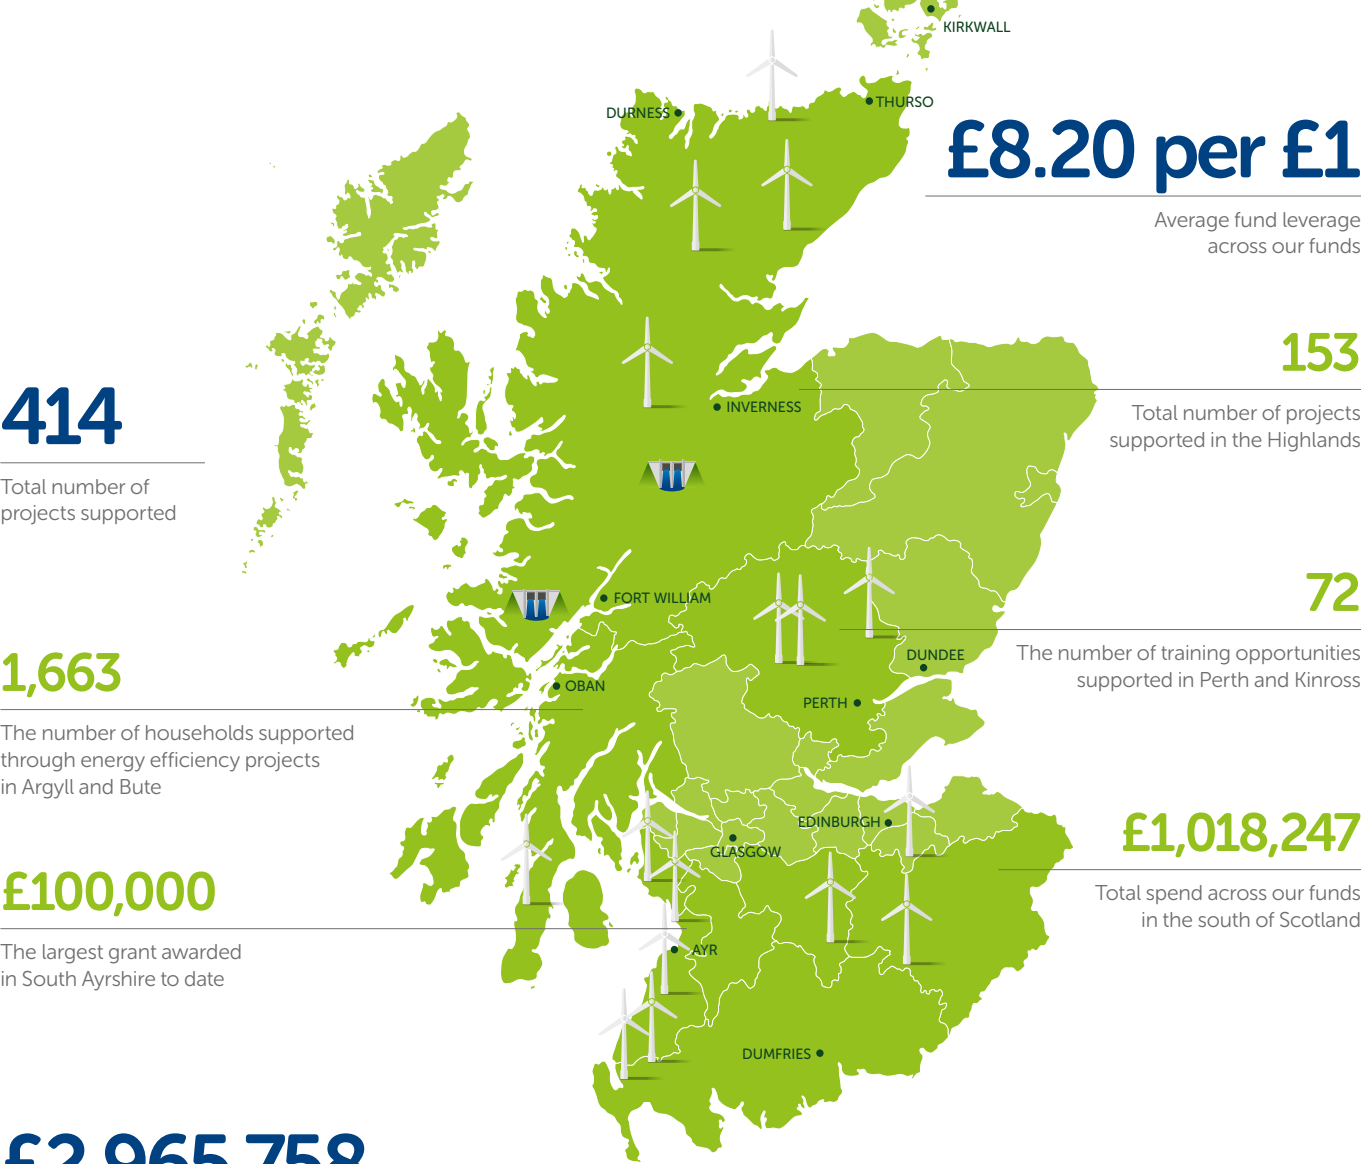 KIRKWALL
THURSO
DURNESS
£8.20 per £1
Average fund leverage
across our funds
153
Total number of projects
supported in the Highlands
INVERNESS
414
Total number of
projects supported
72
The number of training opportunities
supported in Perth and Kinross
FORT WILLIAM
DUNDEE
OBAN
PERTH
1,663
The number of households supported
through energy efficiency projects
in Argyll and Bute
EDINBURGH
GLASGOW
£1,018,247
Total spend across our funds
in the south of Scotland
£100,000
The largest grant awarded
in South Ayrshire to date
AYR
DUMFRIES
£2,965,758